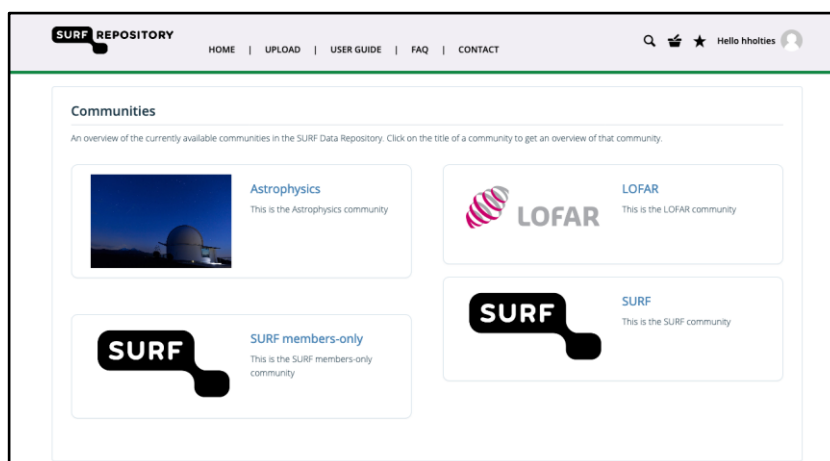 SURF REPOSITORY
HOME | UPLOAD | USER GUIDE | FAQ | CONTACT
Hello hholties
Communities
An overview of the currently available communities in the SURF Data Repository. Click on the title of a community to get an overview of that community.
Astrophysics
This is the Astrophysics community
LOFAR
LOFAR
This is the LOFAR community
SURF
SURF members-only
This is the SURF members-only
community
SURF
SURF
This is the SURF community